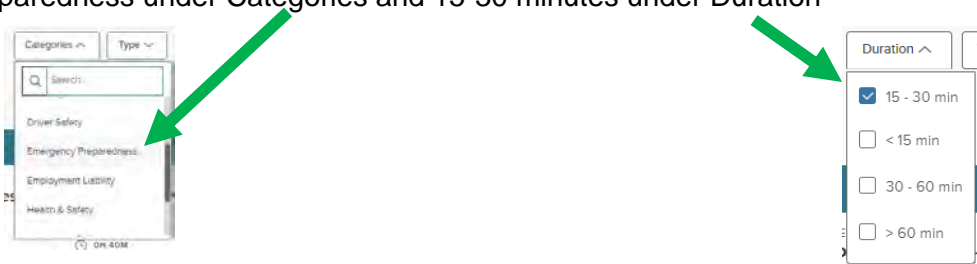 paredness under Categories and 15-30 minutes under Duration
Categories Type
Search...
Driver Safety
Emergency Preparedness
Employment Liability
Health & Safety
0H 40M
Duration
15 - 30 min
< 15 min
30 - 60 min
> 60 min